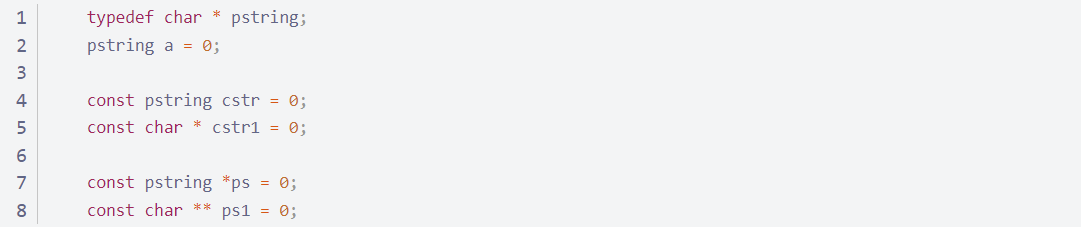 1 typedef char * pstring;
2 pstring a = 0;
3
4 const pstring cstr = 0;
5 const char * cstr1 = 0;
6
7 const pstring *ps = 0;
8 const char ** ps1 = 0;